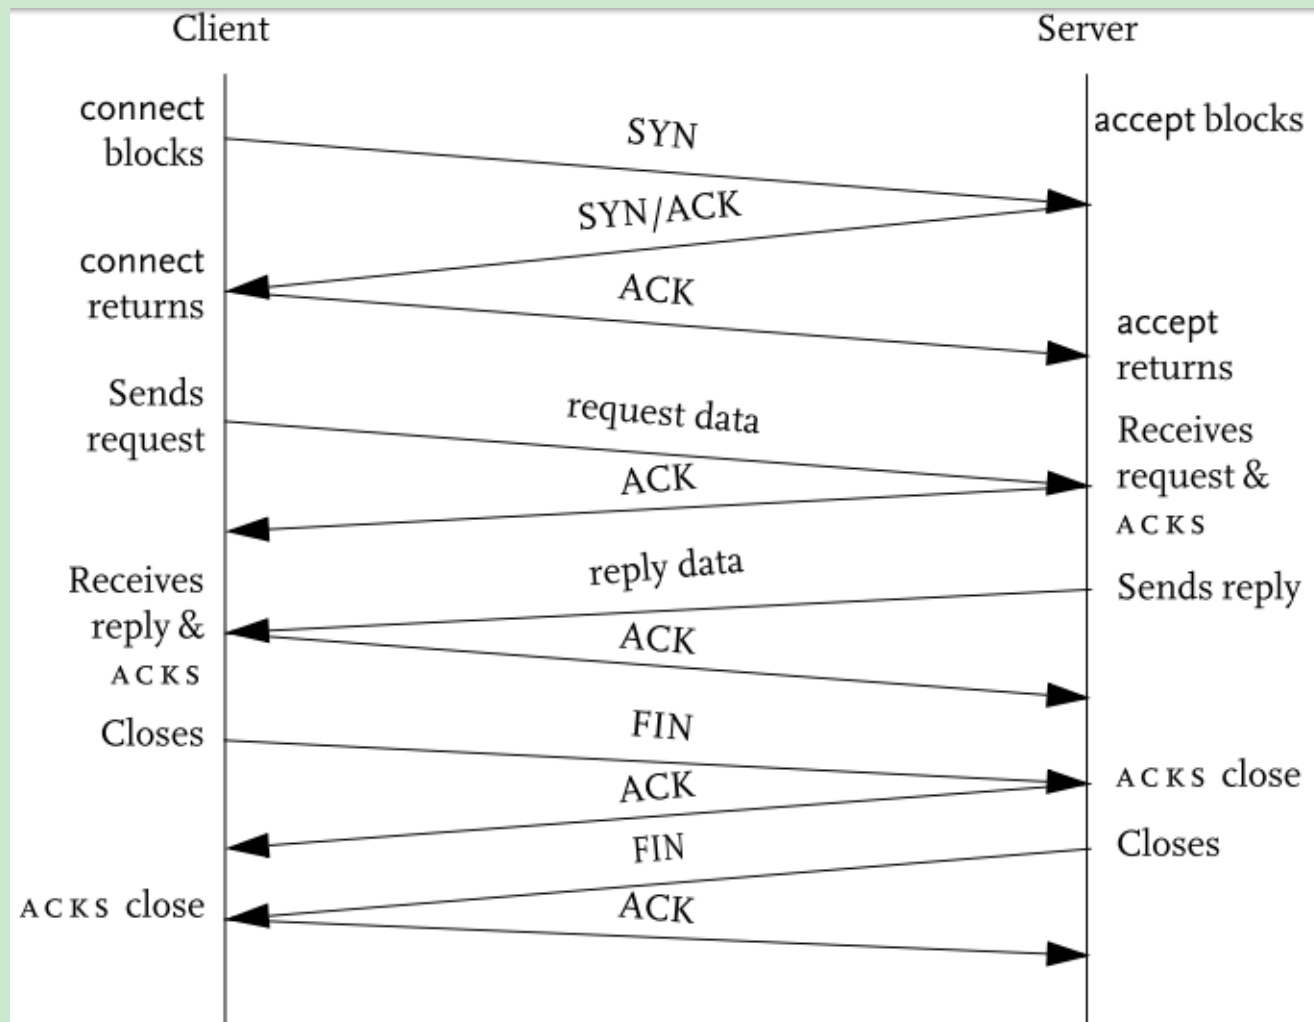 Client
Server
connect
blocks
SYN
accept blocks
SYN/ACK
connect
returns
ACK
accept
returns
Sends
request
request data
Receives
request &
ACKS
ACK
reply data
Sends reply
Receives
reply &
ACKS
ACK
Closes
FIN
ACKS close
ACK
Closes
FIN
ACKS close
ACK